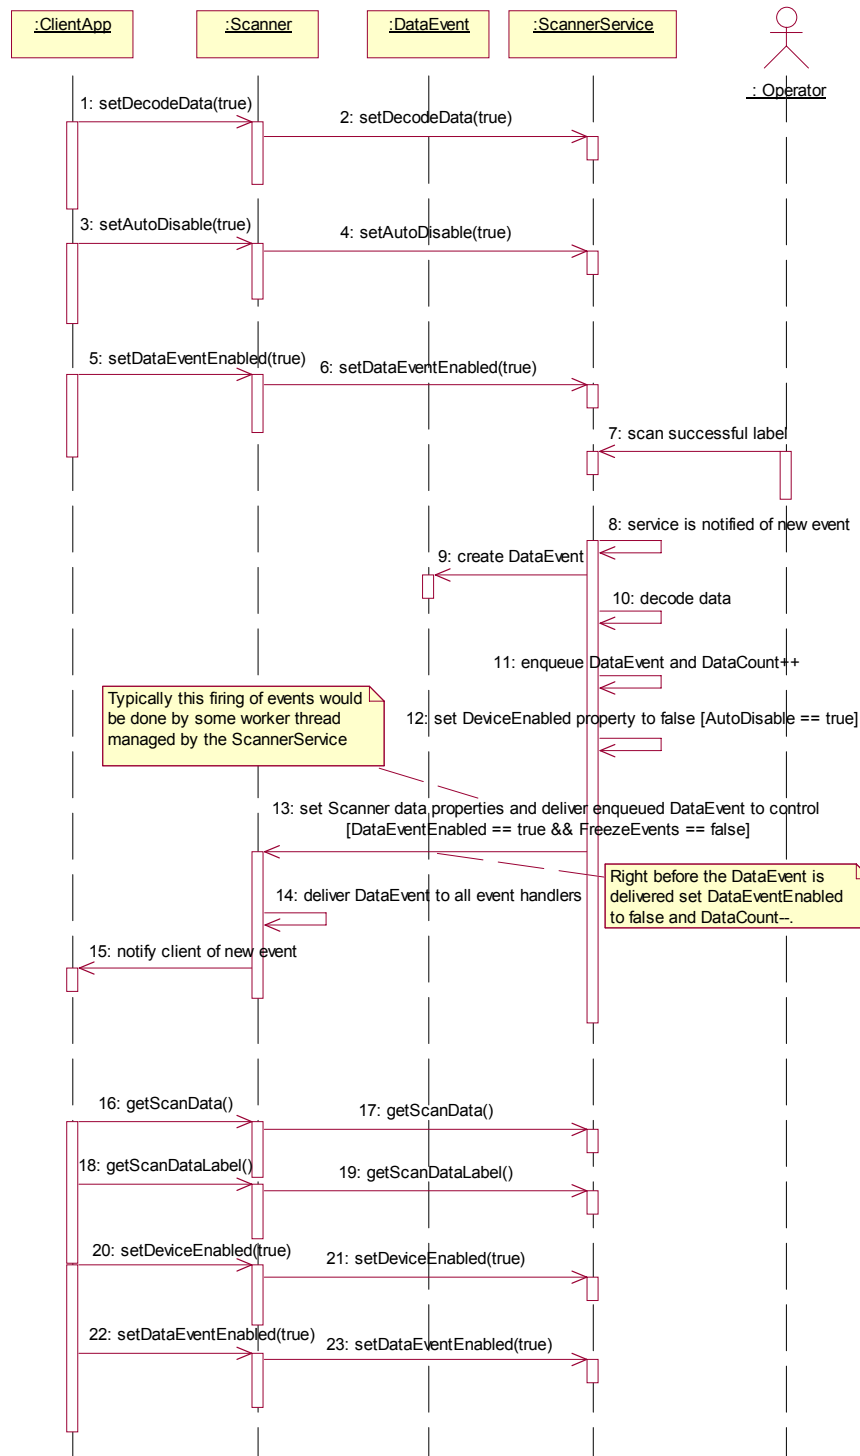 :ClientApp
:Scanner
:DataEvent
:ScannerService
: Operator
1: setDecodeData(true)
2: setDecodeData(true)
3: setAutoDisable(true)
4: setAutoDisable(true)
5: setDataEventEnabled(true)
6: setDataEventEnabled(true)
7: scan successful label
8: service is notified of new event
9: create DataEvent
10: decode data
11: enqueue DataEvent and DataCount++
Typically this firing of events would
be done by some worker thread
managed by the ScannerService
12: set DeviceEnabled property to false [AutoDisable == true]
13: set Scanner data properties and deliver enqueued DataEvent to control
[DataEventEnabled == true && FreezeEvents == false]
Right before the DataEvent is
delivered set DataEventEnabled
to false and DataCount--.
14: deliver DataEvent to all event handlers
15: notify client of new event
16: getScanData()
17: getScanData()
18: getScanDataLabel()
19: getScanDataLabel()
20: setDeviceEnabled(true)
21: setDeviceEnabled(true)
22: setDataEventEnabled(true)
23: setDataEventEnabled(true)